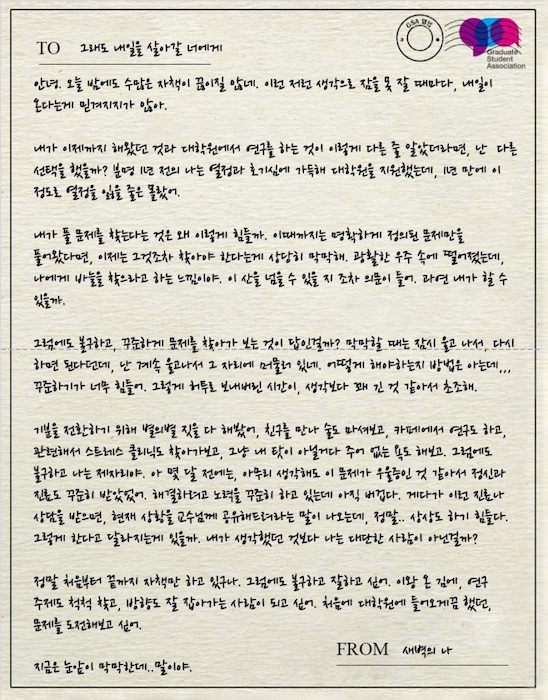 GSA 열린
Graduate
Student
Association
TO 그래도 내일을 살아갈 너에게
안녕. 오늘 밤에도 수많은 자책이 끊이질 않네. 이런 저런 생각으로 잠을 못 잘 때마다, 내일이
온다는게 믿겨지지가 않아.
내가 이제까지 해왔던 것과 대학원에서 연구를 하는 것이 이렇게 다른 줄 알았더라면, 난 다른
선택을 했을까? 분명 1년 전의 나는 열정과 호기심에 가득해 대학원을 지원했는데, 1년 만에 이
정도로 열정을 잃을 줄은 몰랐어.
내가 풀 문제를 찾는다는 것은 왜 이렇게 힘들까. 이때까지는 명확하게 정의된 문제만을
풀어왔다면, 이제는 그것조차 찾아야 한다는게 상당히 막막해. 광활한 우주 속에 떨어졌는데,
나에게 바늘을 찾으라고 하는 느낌이야. 이 산을 넘을 수 있을 지 조차 의문이 들어. 과연 내가 할 수
있을까.
그럼에도 불구하고, 꾸준하게 문제를 찾아가 보는 것이 답인걸까? 막막할 때는 잠시 울고 나서, 다시
하면 된다던데, 난 계속 울고나서 그 자리에 머물러 있네. 어떻게 해야하는지 방법은 아는데,,,
꾸준하기가 너무 힘들어. 그렇게 허투로 보내버린 시간이, 생각보다 꽤 긴 것 같아서 초조해.
기분을 전환하기 위해 별의별 짓을 다 해봤어, 친구를 만나 술도 마셔보고, 카페에서 연구도 하고,
관련해서 스트레스 클리닉도 찾아가보고, 그냥 내 탓이 아닐거다 주어 없는 욕도 해보고. 그럼에도
불구하고 나는 제자리야. 아 몇 달 전에는, 아무리 생각해도 이 문제가 우울증인 것 같아서 정신과
진료도 꾸준히 받았었어. 해결하려고 노력을 꾸준히 하고 있는데 아직 버겁다. 게다가 이런 진료나
상담을 받으면, 현재 상황을 교수님께 공유해드려라는 말이 나오는데, 정말.. 상상도 하기 힘들다.
그렇게 한다고 달라지는게 있을까. 내가 생각했던 것보다 나는 대단한 사람이 아닌걸까?
정말 처음부터 끝까지 자책만 하고 있구나. 그럼에도 불구하고 잘하고 싶어. 이왕 온 김에, 연구
주제도 척척 찾고, 방향도 잘 잡아가는 사람이 되고 싶어. 처음에 대학원에 들어오게끔 했던,
문제를 도전해보고 싶어.
지금은 눈앞이 막막한데..말이야.
FROM 새벽의 나